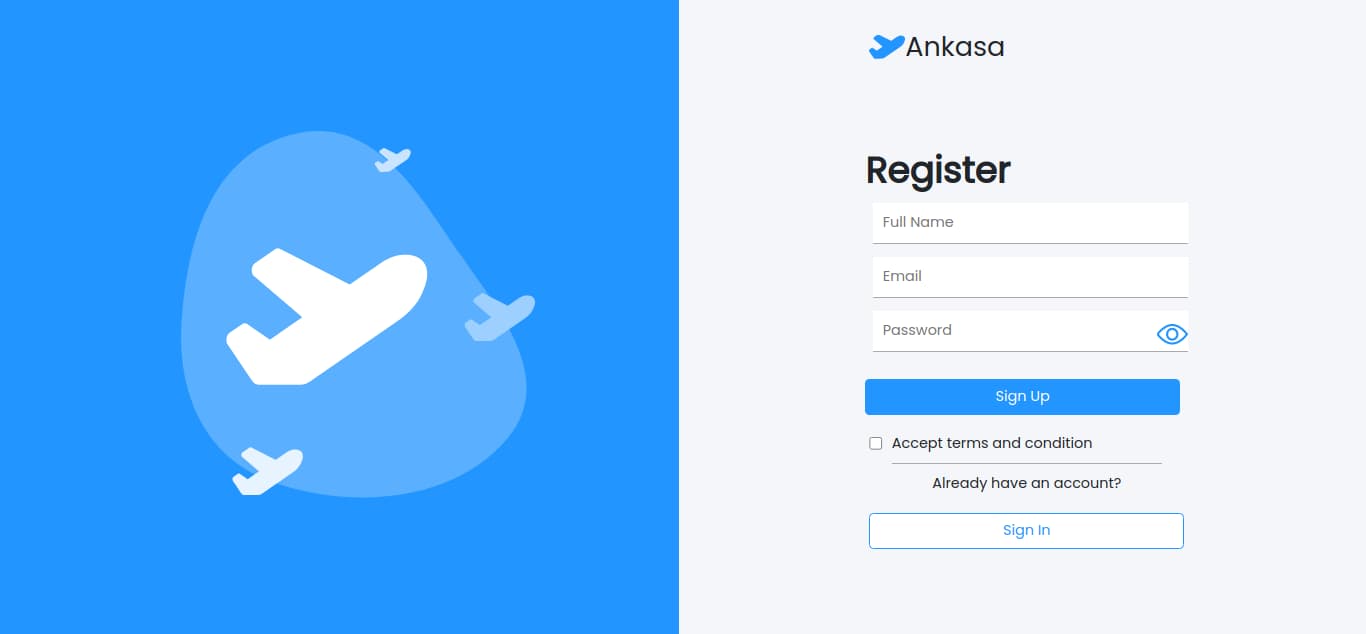 Ankasa
Register
Full Name
Email
Password
Sign Up
Accept terms and condition
Already have an account?
Sign In